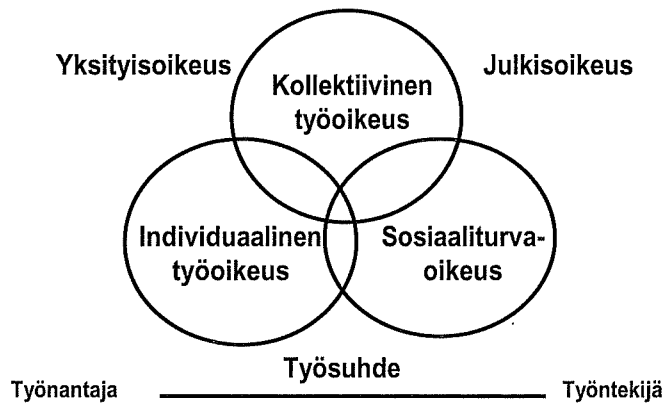 Yksityisoikeus
Julkisoikeus
Kollektiivinen
työoikeus
Individuaalinen
työoikeus
Sosiaaliturva-
oikeus
Työsuhde
Työnantaja
Työntekijä